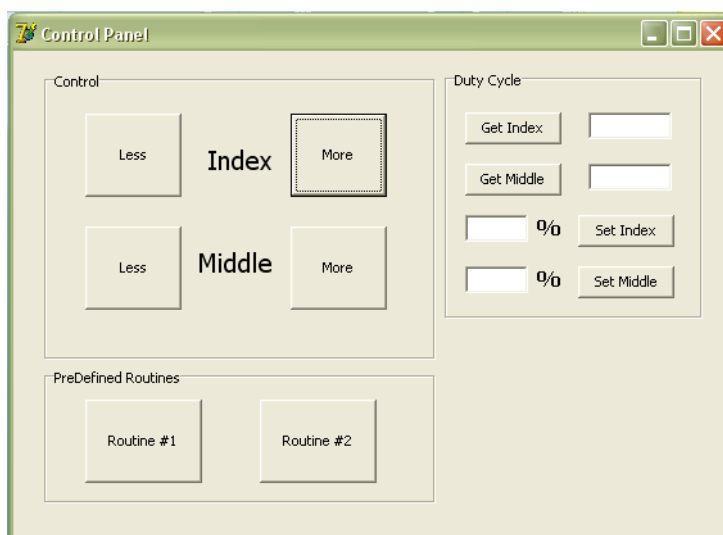 Control Panel
Control
Less
Index
More
Less
Middle
More
Duty Cycle
Get Index
Get Middle
% Set Index
% Set Middle
PreDefined Routines
Routine #1
Routine #2